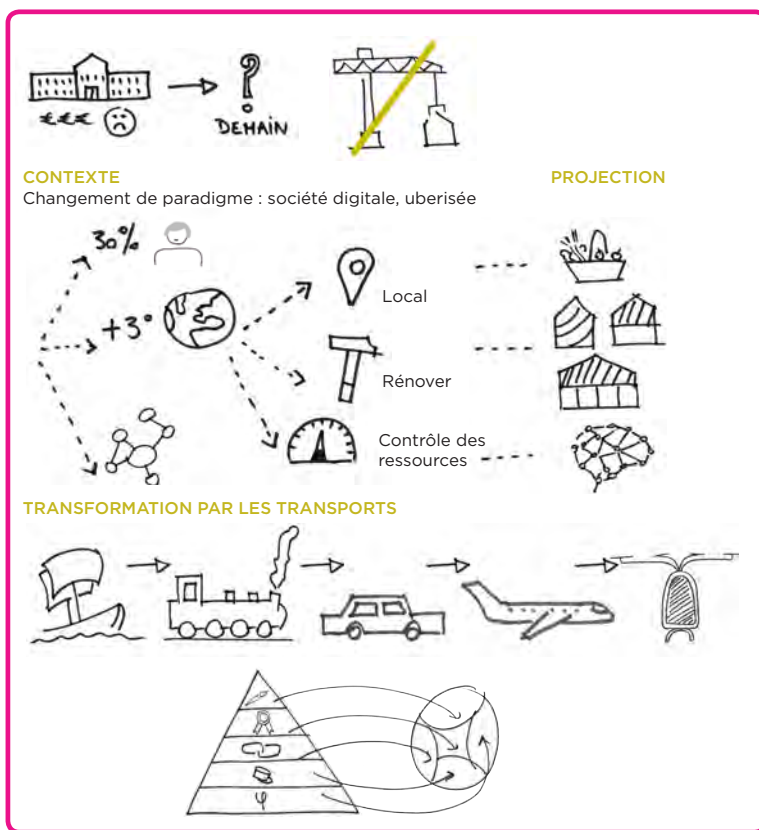 €€€
?
DEMAIN
CONTEXTE
PROJECTION
Changement de paradigme : société digitale, uberisée
30%
+3°
Local
Rénover
Contrôle des
ressources
TRANSFORMATION PAR LES TRANSPORTS
φ